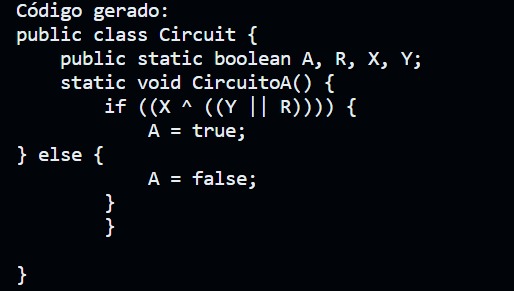 Código gerado:
public class Circuit {
    public static boolean A, R, X, Y;
    static void CircuitoA() {
        if ((X ^ ((Y || R)))) {
            A = true;
} else {
            A = false;
        }
        }

}